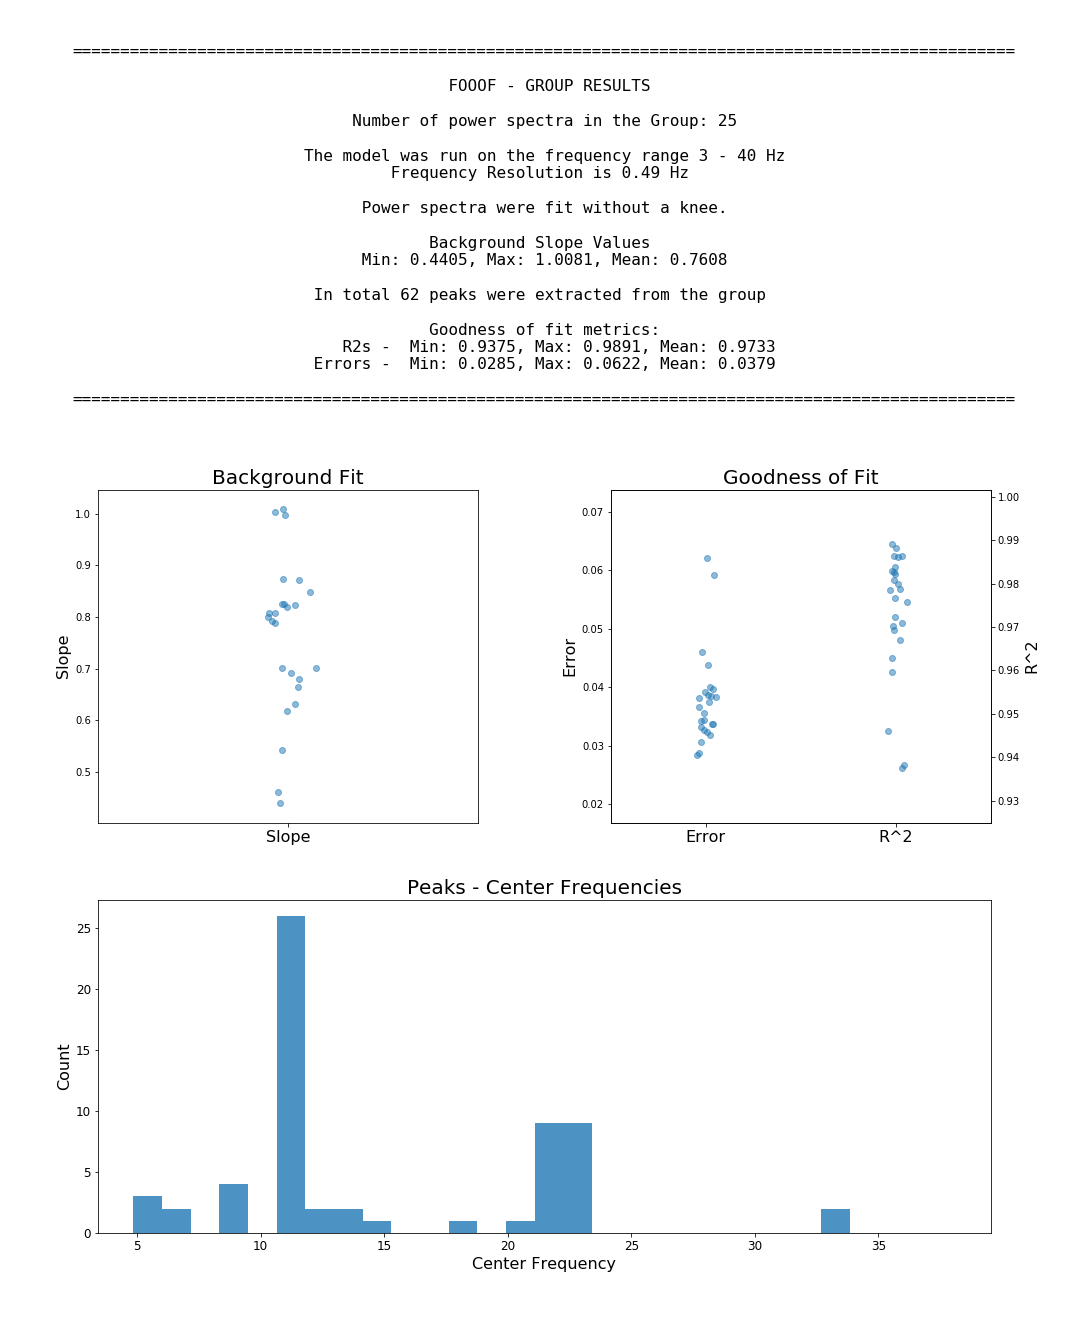 ==================================================================================================
FOOOF - GROUP RESULTS
Number of power spectra in the Group: 25
The model was run on the frequency range 3 - 40 Hz
Frequency Resolution is 0.49 Hz
Power spectra were fit without a knee.
Background Slope Values
Min: 0.4405, Max: 1.0081, Mean: 0.7608
In total 62 peaks were extracted from the group
Goodness of fit metrics:
R2s -  Min: 0.9375, Max: 0.9891, Mean: 0.9733
Errors -  Min: 0.0285, Max: 0.0622, Mean: 0.0379
==================================================================================================
Background Fit
Slope
1.0
0.9
0.8
0.7
0.6
0.5
Slope
Goodness of Fit
Error
0.07
0.06
0.05
0.04
0.03
0.02
1.00
0.99
0.98
0.97
0.96
0.95
0.94
0.93
R^2
Error R^2
Peaks - Center Frequencies
Count
25
20
15
10
5
0
5 10 15 20 25 30 35
Center Frequency